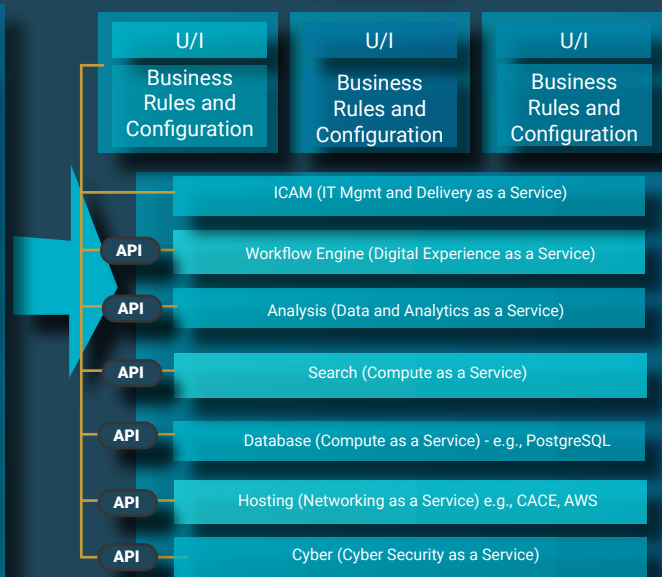 U/I
Business
Rules and
Configuration
U/I
Business
Rules and
Configuration
U/I
Business
Rules and
Configuration
ICAM (IT Mgmt and Delivery as a Service)
API
Workflow Engine (Digital Experience as a Service)
API
Analysis (Data and Analytics as a Service)
API
Search (Compute as a Service)
API
Database (Compute as a Service) - e.g., PostgreSQL
API
Hosting (Networking as a Service) e.g., CACE, AWS
API
Cyber (Cyber Security as a Service)